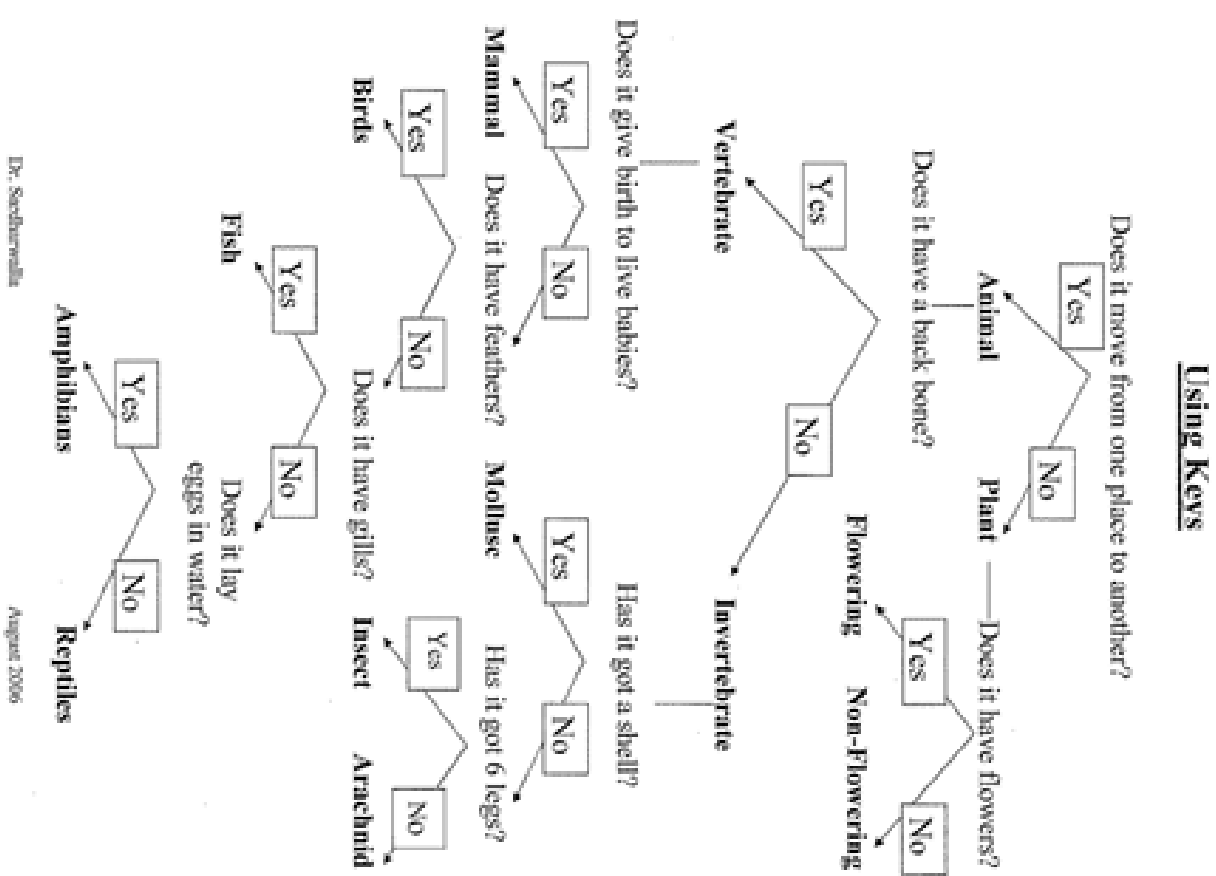 Using Keys
Does it move from one place to another?
Yes
No
Animal
Plant
Does it have flowers?
Does it have a back bone?
Yes
No
Yes
No
Flowering
Non-Flowering
Vertebrate
Invertebrate
Does it give birth to live babies?
Has it got a shell?
Yes
No
Yes
No
Mammal
Does it have feathers?
Mollusc
Has it got 6 legs?
Yes
No
Yes
No
Birds
Does it have gills?
Insect
Arachnid
Yes
No
Fish
Does it lay
eggs in water?
Yes
No
Amphibians
Reptiles
Dr.
August 2006